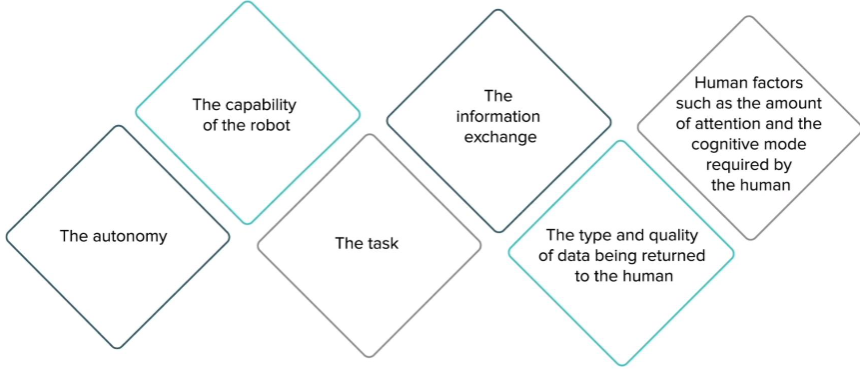 The autonomy
The capability
of the robot
The task
The
information
exchange
The type and quality
of data being returned
to the human
Human factors
such as the amount
of attention and the
cognitive mode
required by
the human